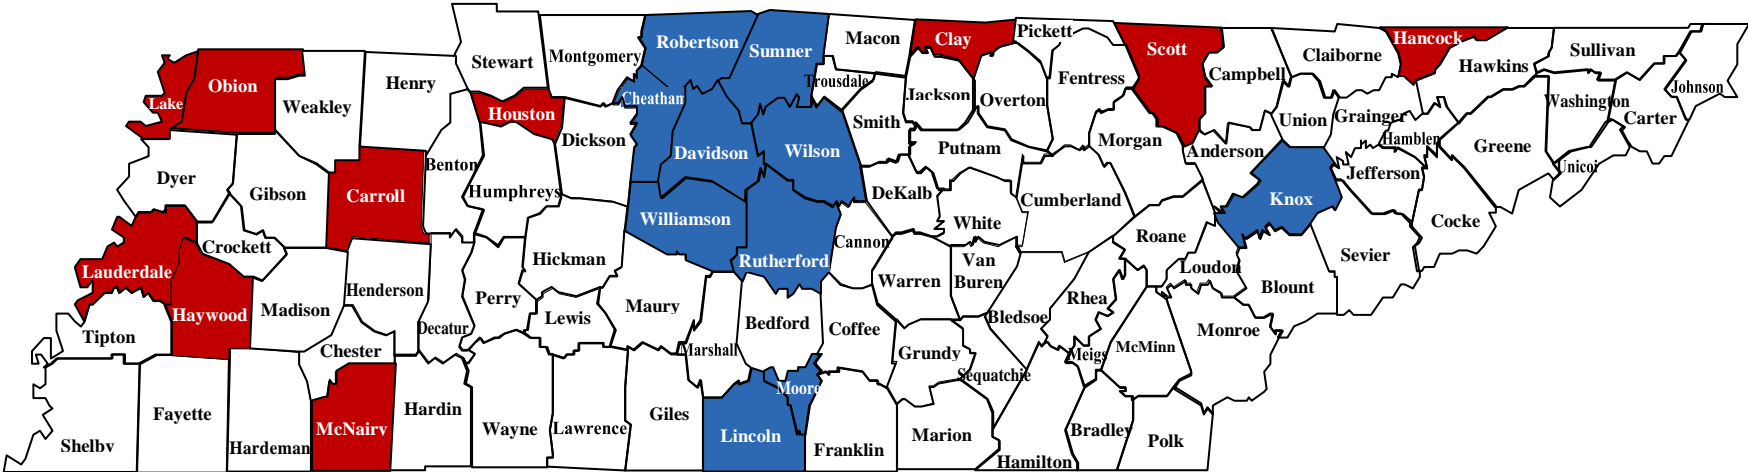 Pickett
Clay
Macon
Hancock
Robertson
Scott
Sumner
Sullivan
Claiborne
Montgomery
Stewart
Hawkins
Campbell
Fentress
Trousdale
Henry
Obion
Johnson
Jackson
Cheatham
Overton
Washington
Lake
Weakley
Houston
Grainger
Carter
Union
Smith
Hamblen
Dickson
Morgan
Greene
Putnam
Wilson
Davidson
Anderson
Benton
Unicoi
Jefferson
Dyer
Humphreys
DeKalb
Gibson
Carroll
Knox
Cumberland
Williamson
White
Cocke
Roane
Cannon
Crockett
Sevier
Hickman
Rutherford
Van
Buren
Loudon
Lauderdale
Warren
Blount
Henderson
Perry
Rhea
Maury
Madison
Haywood
Lewis
Bledsoe
Bedford
Decatur
Coffee
Monroe
Tipton
McMinn
Marshall
Chester
Grundy
Meigs
Sequatchie
Moore
Hardin
Fayette
Giles
McNairy
Wayne
Lawrence
Bradley
Lincoln
Marion
Polk
Shelby
Hardeman
Franklin
Hamilton